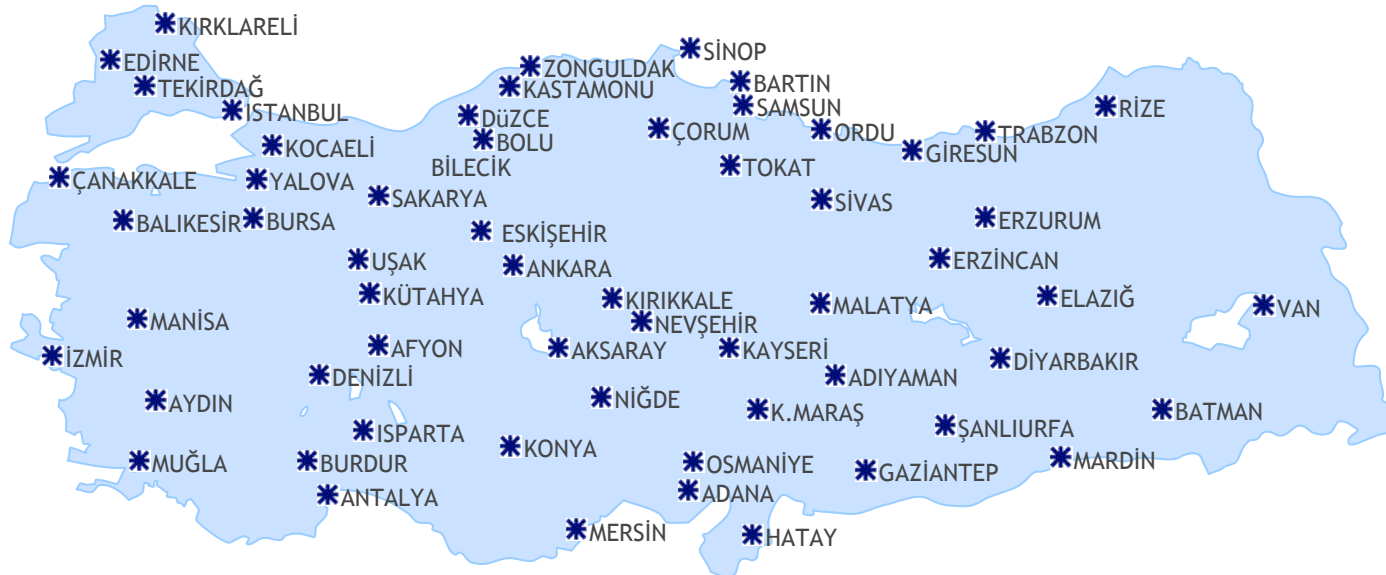 KIRKLARELİ
SİNOP
EDİRNE
ZONGULDAK
TEKİRDAĞ
KASTAMONU
BARTIN
İSTANBUL
SAMSUN
RİZE
DüZCE
KOCAELİ
BOLU
ÇORUM
ORDU
TRABZON
GİRESUN
BİLECİK
TOKAT
ÇANAKKALE
YALOVA
SAKARYA
SİVAS
BALIKESİR
BURSA
ESKİŞEHİR
ERZURUM
UŞAK
ANKARA
ERZİNCAN
KÜTAHYA
KIRIKKALE
MALATYA
ELAZIĞ
VAN
MANİSA
NEVŞEHİR
İZMİR
AFYON
AKSARAY
KAYSERİ
DİYARBAKIR
DENİZLİ
ADIYAMAN
AYDIN
NİĞDE
K.MARAŞ
BATMAN
ISPARTA
KONYA
ŞANLIURFA
MUĞLA
BURDUR
OSMANİYE
GAZİANTEP
MARDİN
ANTALYA
ADANA
MERSİN
HATAY